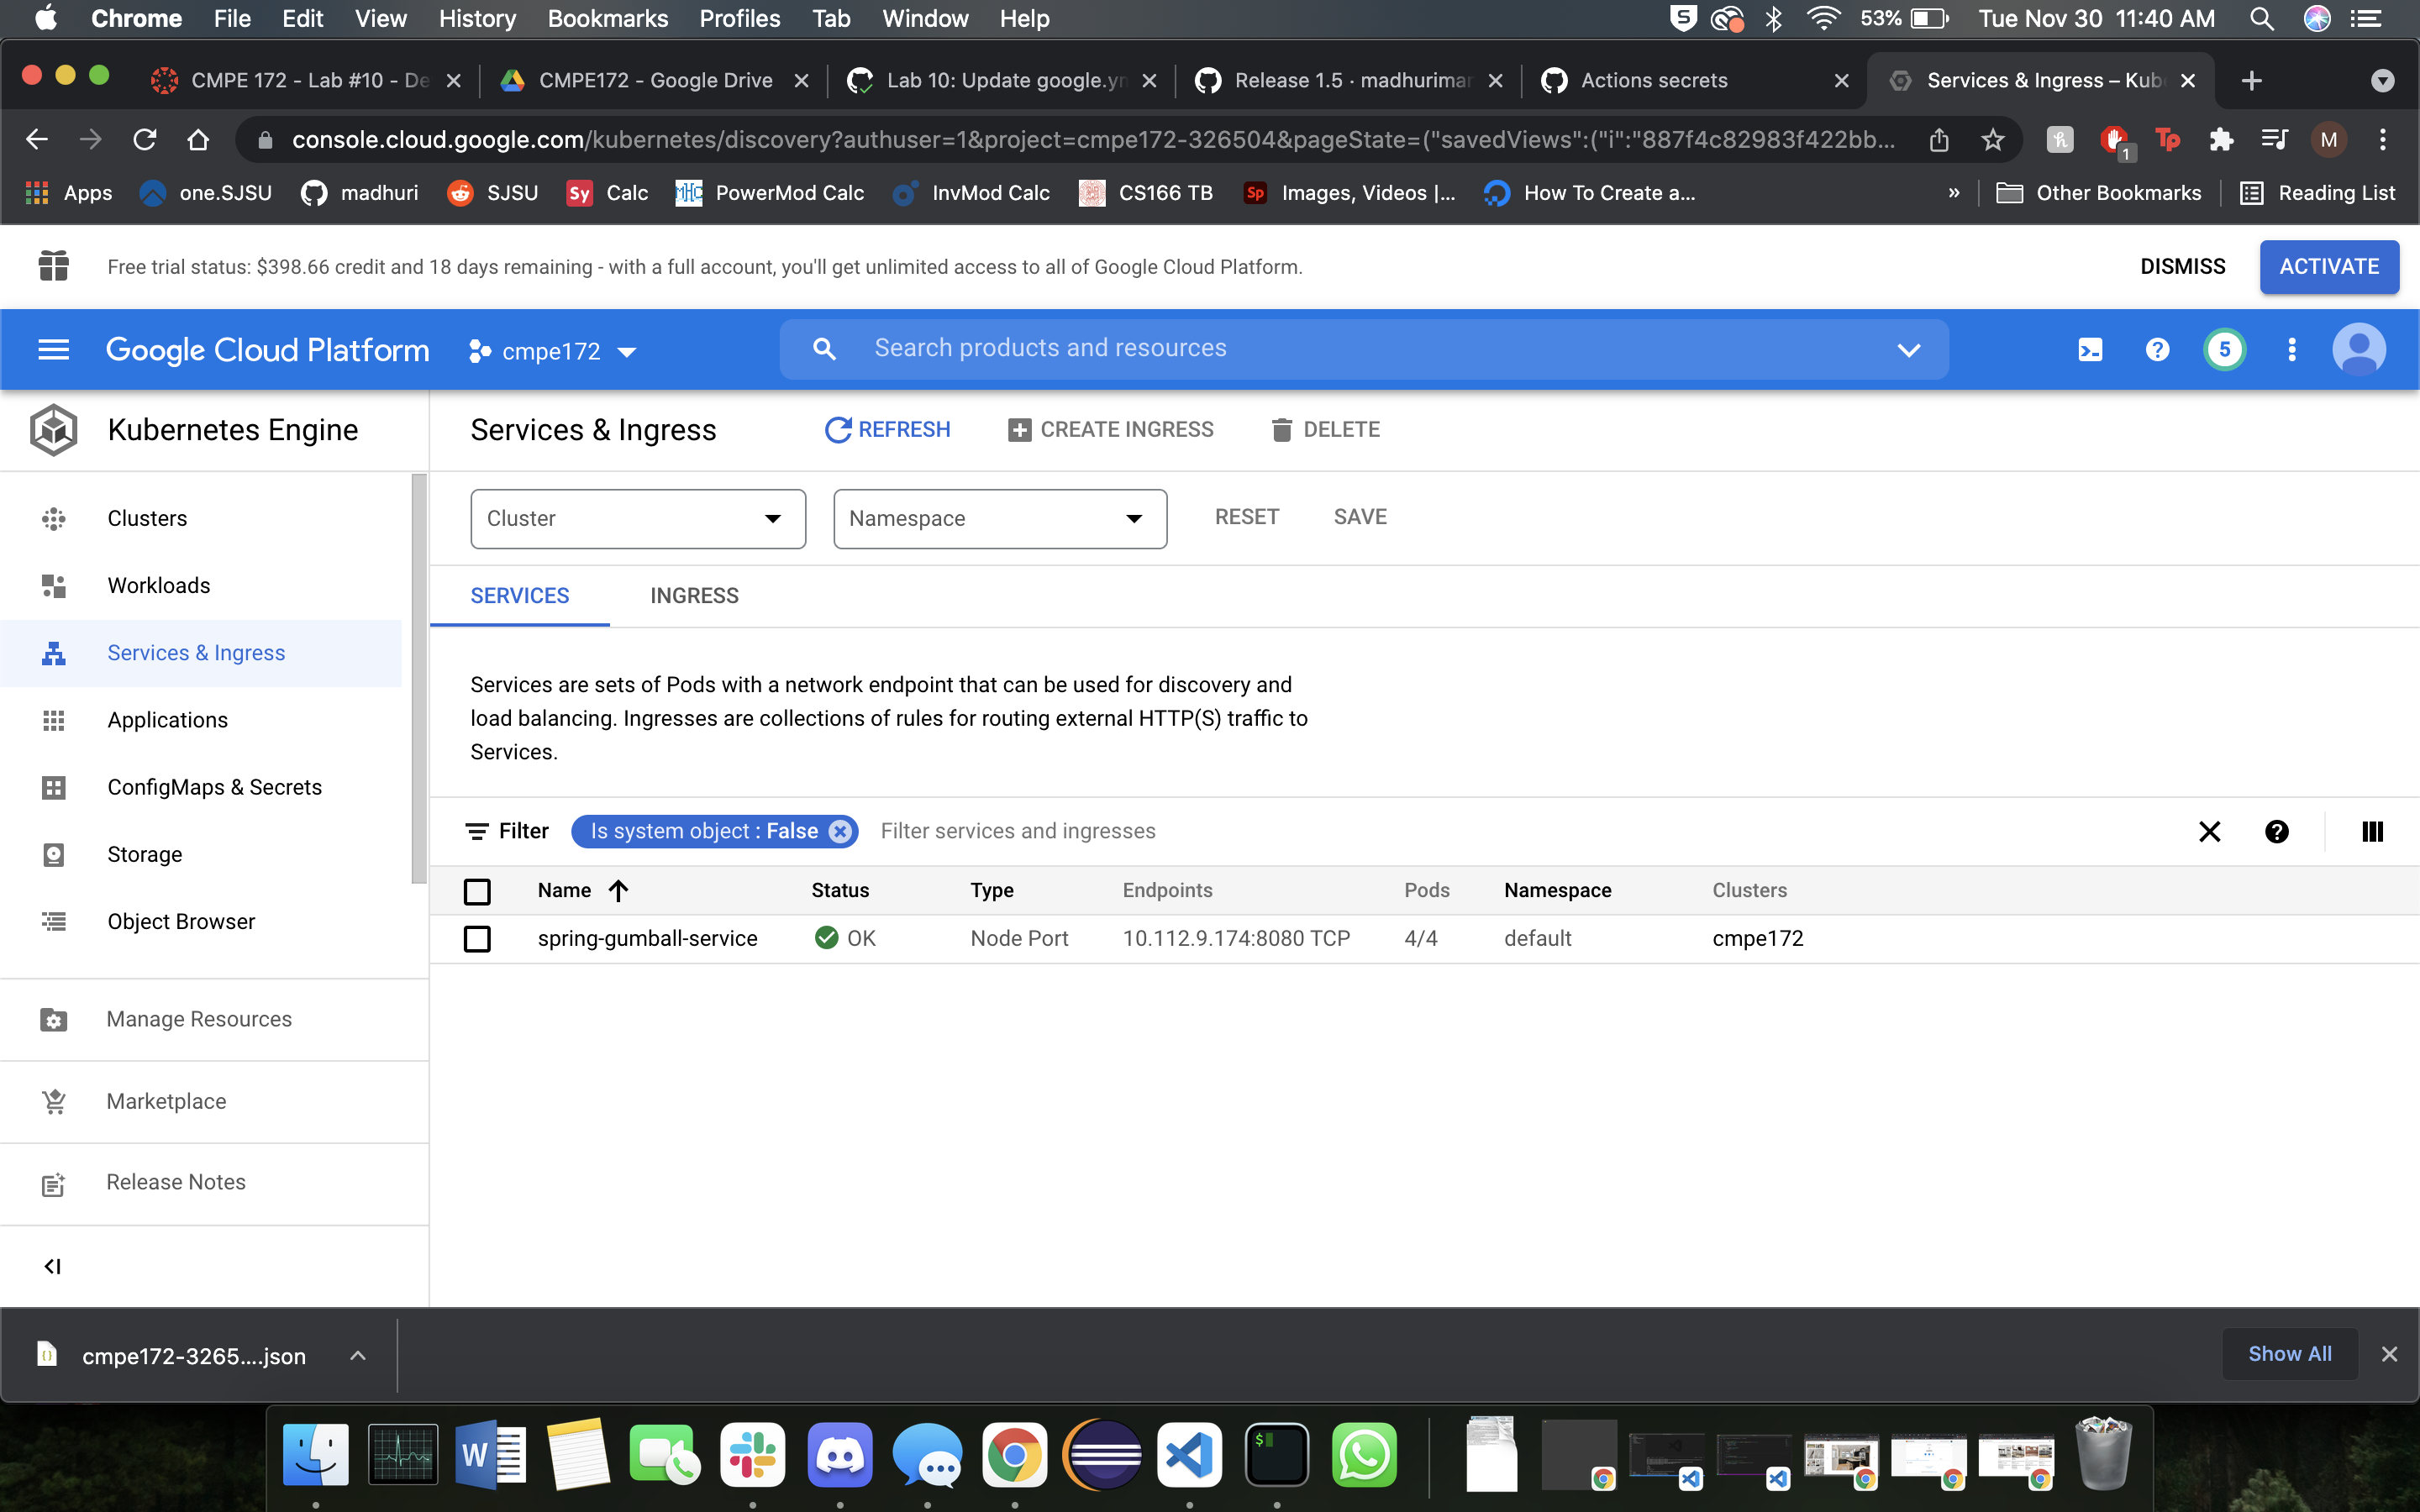 Chrome File Edit View History Bookmarks Profiles Tab Window Help 53% Tue Nov 30 11:40 AM
CMPE 172 - Lab #10 - De CMPE172 - Google Drive Lab 10: Update google.yn Release 1.5 · madhurimar Actions secrets Services & Ingress – Kub
console.cloud.google.com/kubernetes/discovery?authuser=1&project=cmpe172-326504&pageState=("savedViews":("i":"887f4c82983f422bb... 1 M
Apps one.SJSU madhuri SJSU Sy Calc MHC PowerMod Calc InvMod Calc CS166 TB Sp Images, Videos |... How To Create a... » Other Bookmarks Reading List
Free trial status: $398.66 credit and 18 days remaining - with a full account, you'll get unlimited access to all of Google Cloud Platform. DISMISS ACTIVATE
Google Cloud Platform cmpe172 Search products and resources 5
Kubernetes Engine Services & Ingress REFRESH CREATE INGRESS DELETE
Clusters
Workloads
Services & Ingress
Applications
ConfigMaps & Secrets
Storage
Object Browser
Manage Resources
Marketplace
Release Notes
Cluster Namespace RESET SAVE
SERVICES INGRESS
Services are sets of Pods with a network endpoint that can be used for discovery and
load balancing. Ingresses are collections of rules for routing external HTTP(S) traffic to
Services.
Filter Is system object : False Filter services and ingresses
Name Status Type Endpoints Pods Namespace Clusters
spring-gumball-service OK Node Port 10.112.9.174:8080 TCP 4/4 default cmpe172
cmpe172-3265....json Show All